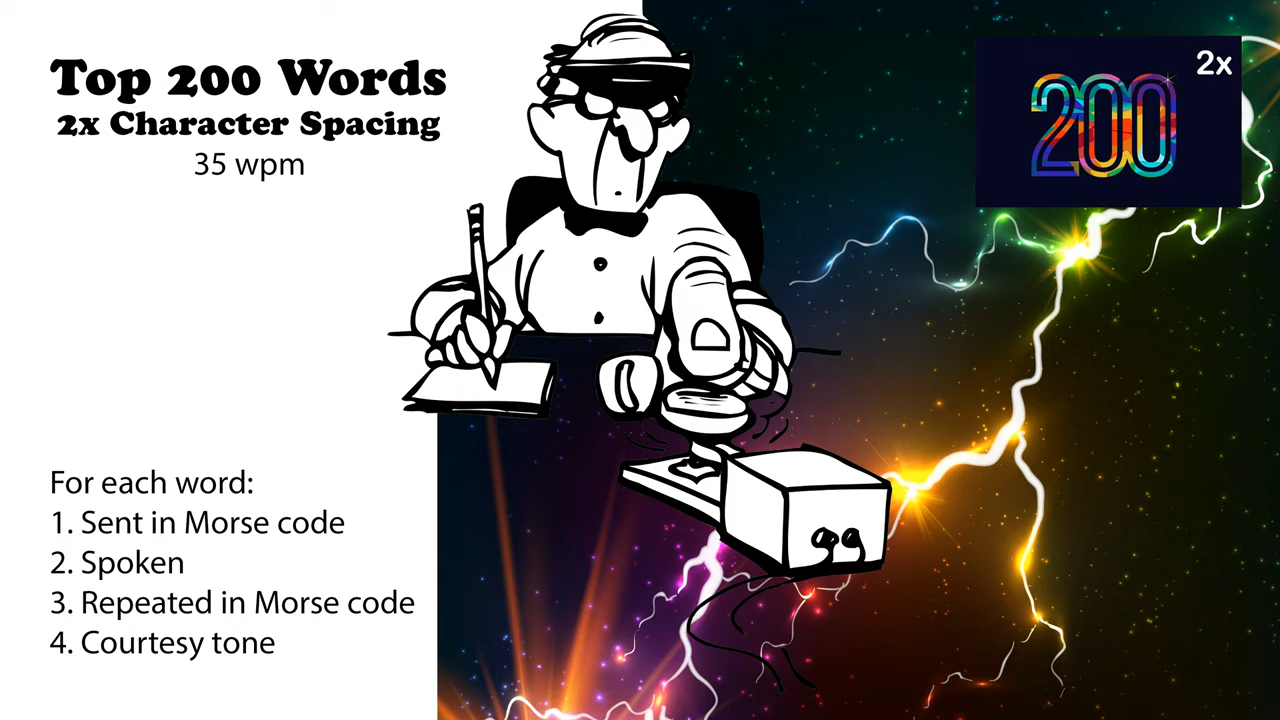 Top 200 Words
2x Character Spacing
35 wpm
2x
200
For each word:
1. Sent in Morse code
2. Spoken
3. Repeated in Morse code
4. Courtesy tone